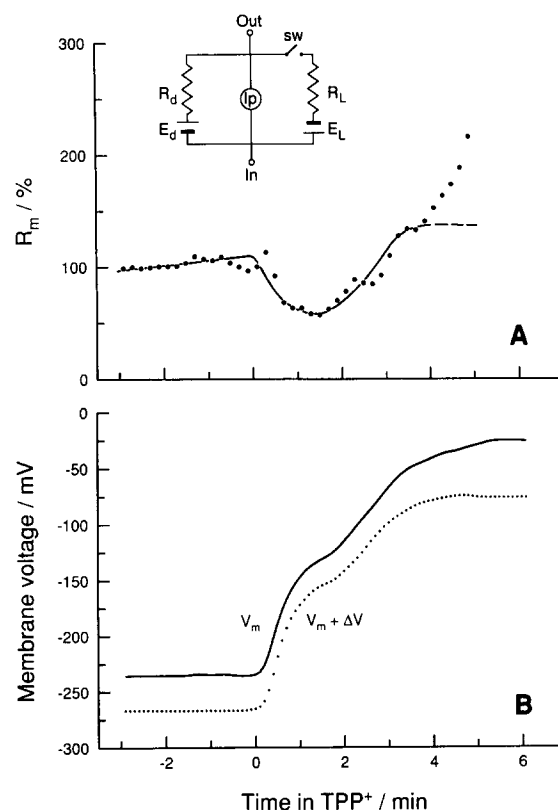 Out
sw
R_d
Ip
R_L
E_d
E_L
In
R_m / %
300
200
100
0
A
Membrane voltage / mV
0
-50
-100
-150
-200
-250
-300
V_m
V_m + ΔV
B
-2
0
2
4
6
Time in TPP⁺ / min